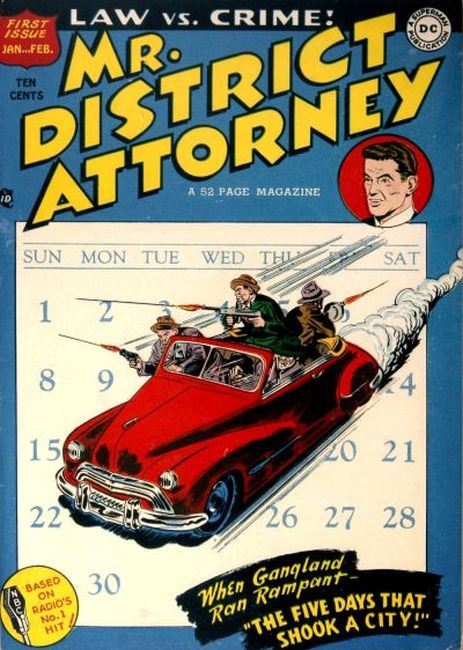 LAW vs. CRIME!
FIRST
ISSUE
JAN...FEB.
TEN
CENTS
A SUPERMAN
DC
PUBLICATION
MR.
DISTRICT
ATTORNEY
A 52 PAGE MAGAZINE
SUN MON TUE WED THU SAT
1 2 3 4
8 9 14
15 20 21
22 26 27 28
30
When Gangland
Ran Rampant—
"THE FIVE DAYS THAT
SHOOK A CITY!"
NBC
BASED
ON
RADIO'S
No. 1
HIT!